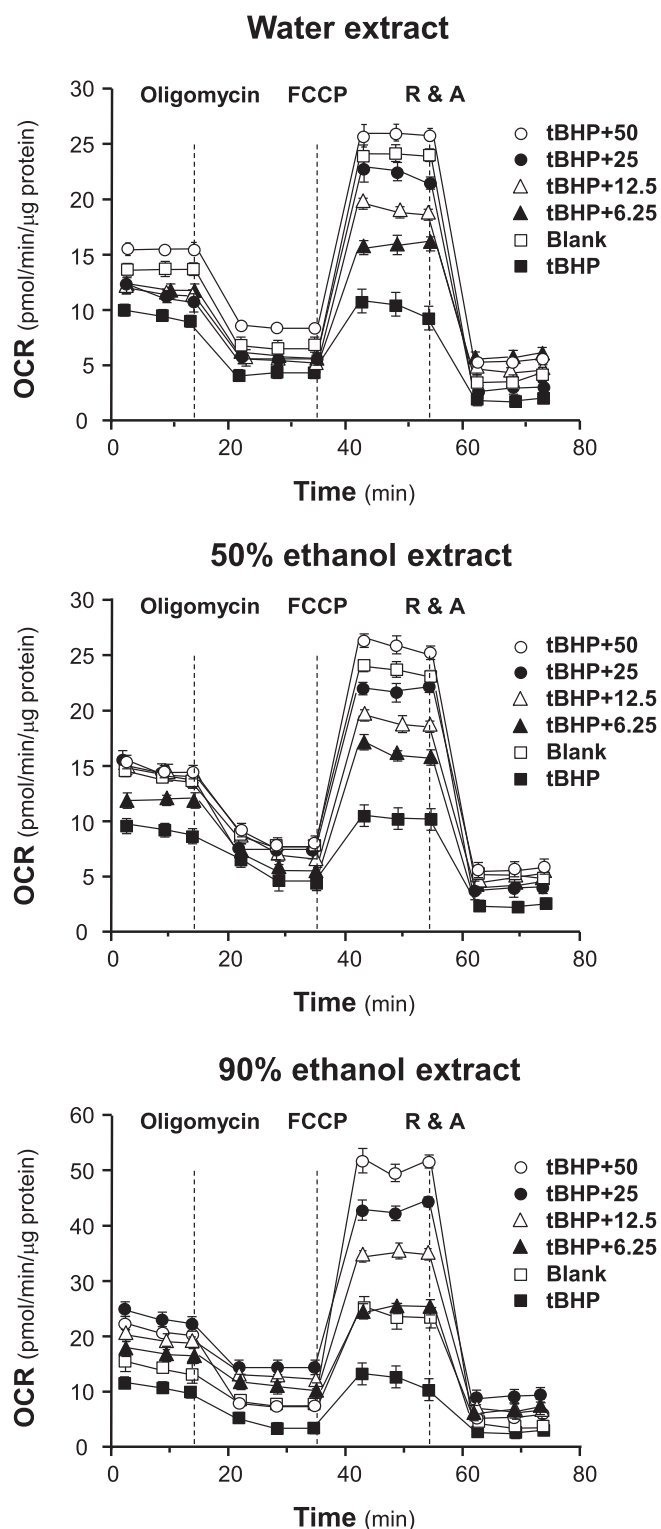 Water extract
30
25
20
15
10
5
0
OCR (pmol/min/µg protein)
Oligomycin FCCP R & A
tBHP+50
tBHP+25
tBHP+12.5
tBHP+6.25
Blank
tBHP
0 20 40 60 80
Time (min)
50% ethanol extract
30
25
20
15
10
5
0
OCR (pmol/min/µg protein)
Oligomycin FCCP R & A
tBHP+50
tBHP+25
tBHP+12.5
tBHP+6.25
Blank
tBHP
0 20 40 60 80
Time (min)
90% ethanol extract
60
50
40
30
20
10
0
OCR (pmol/min/µg protein)
Oligomycin FCCP R & A
tBHP+50
tBHP+25
tBHP+12.5
tBHP+6.25
Blank
tBHP
0 20 40 60 80
Time (min)